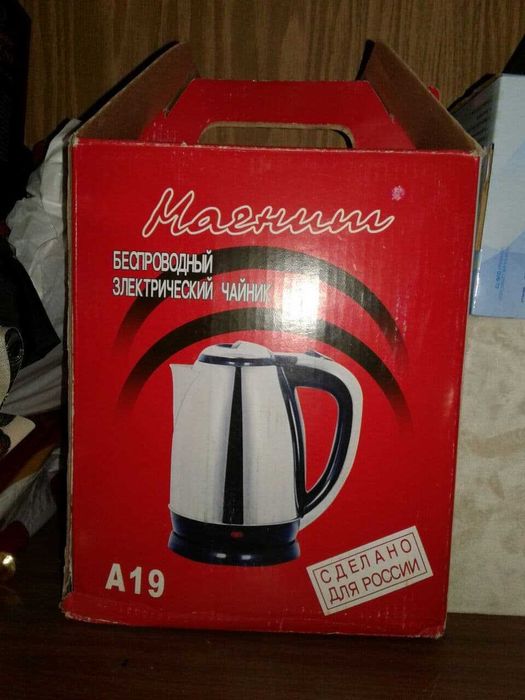 Магнит
БЕСПРОВОДНЫЙ
ЭЛЕКТРИЧЕСКИЙ ЧАЙНИК
A19
СДЕЛАНО
ДЛЯ РОССИИ